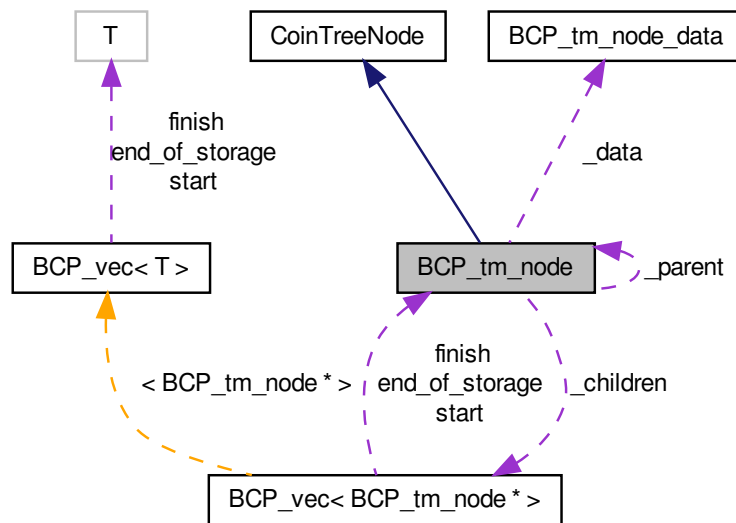 T
CoinTreeNode
BCP_tm_node_data
finish
end_of_storage
start
_data
BCP_vec< T >
BCP_tm_node
_parent
< BCP_tm_node * >
finish
end_of_storage
start
_children
BCP_vec< BCP_tm_node * >